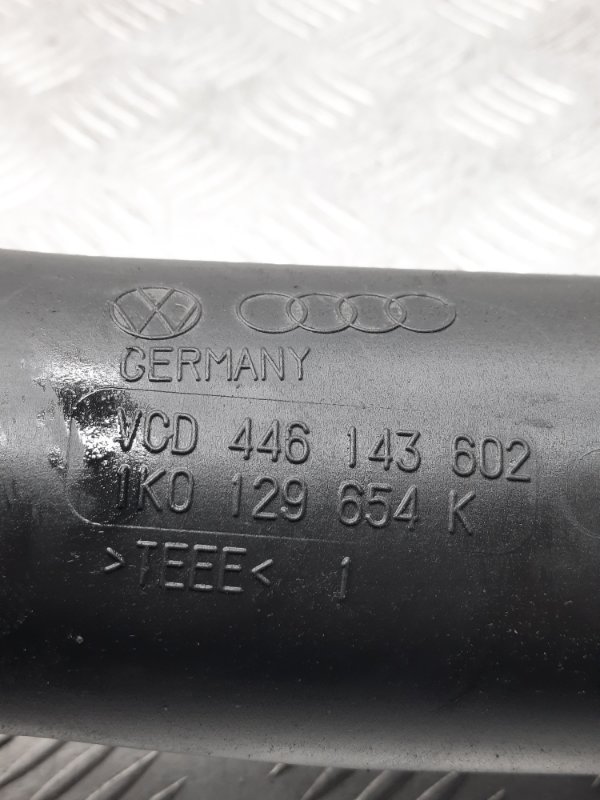 GERMANY
VCD 446 143 602
1K0 129 654 K
>TEEE< 1